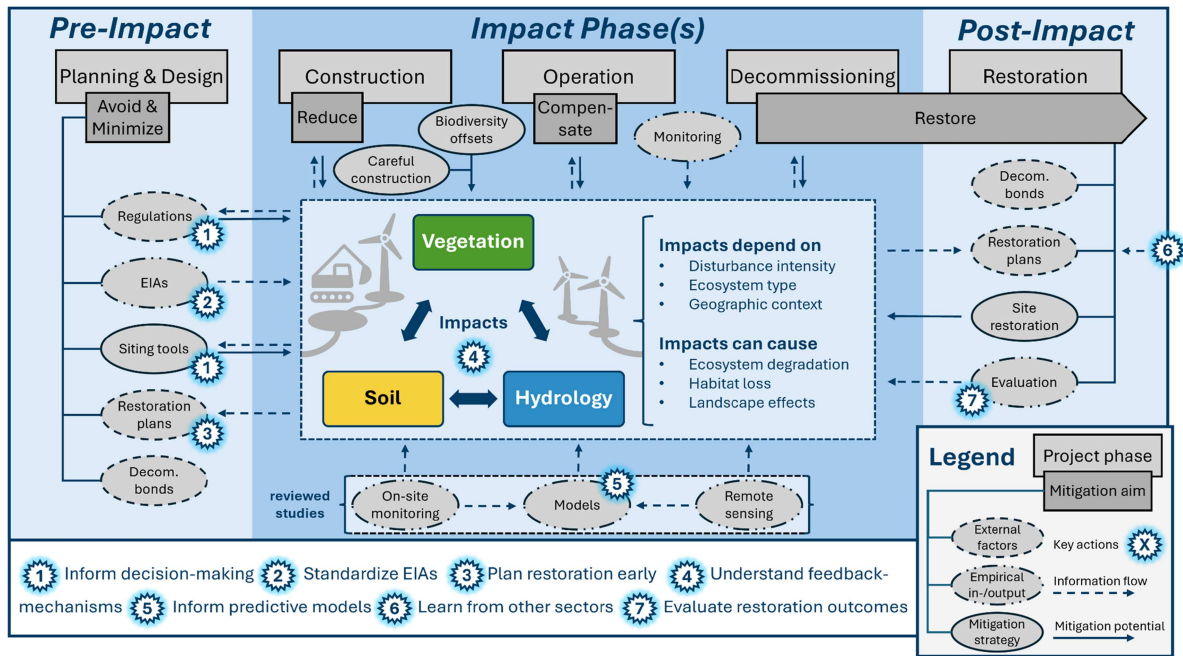 Pre-Impact
Impact Phase(s)
Post-Impact
Planning & Design
Avoid &
Minimize
Construction
Reduce
Operation
Compen-
sate
Decommissioning
Restoration
Restore
Biodiversity
offsets
Careful
construction
Monitoring
Regulations
1
EIAs
2
Siting tools
1
Restoration
plans
3
Decom.
bonds
Vegetation
Impacts
4
Soil
Hydrology
Impacts depend on
• Disturbance intensity
• Ecosystem type
• Geographic context
Impacts can cause
• Ecosystem degradation
• Habitat loss
• Landscape effects
Decom.
bonds
Restoration
plans
6
Site
restoration
Evaluation
7
reviewed
studies
On-site
monitoring
Models
5
Remote
sensing
Legend
Project phase
Mitigation aim
External
factors
Key actions
X
Empirical
in-/output
Information flow
Mitigation
strategy
Mitigation potential
1 Inform decision-making 2 Standardize EIAs 3 Plan restoration early 4 Understand feedback-
mechanisms 5 Inform predictive models 6 Learn from other sectors 7 Evaluate restoration outcomes